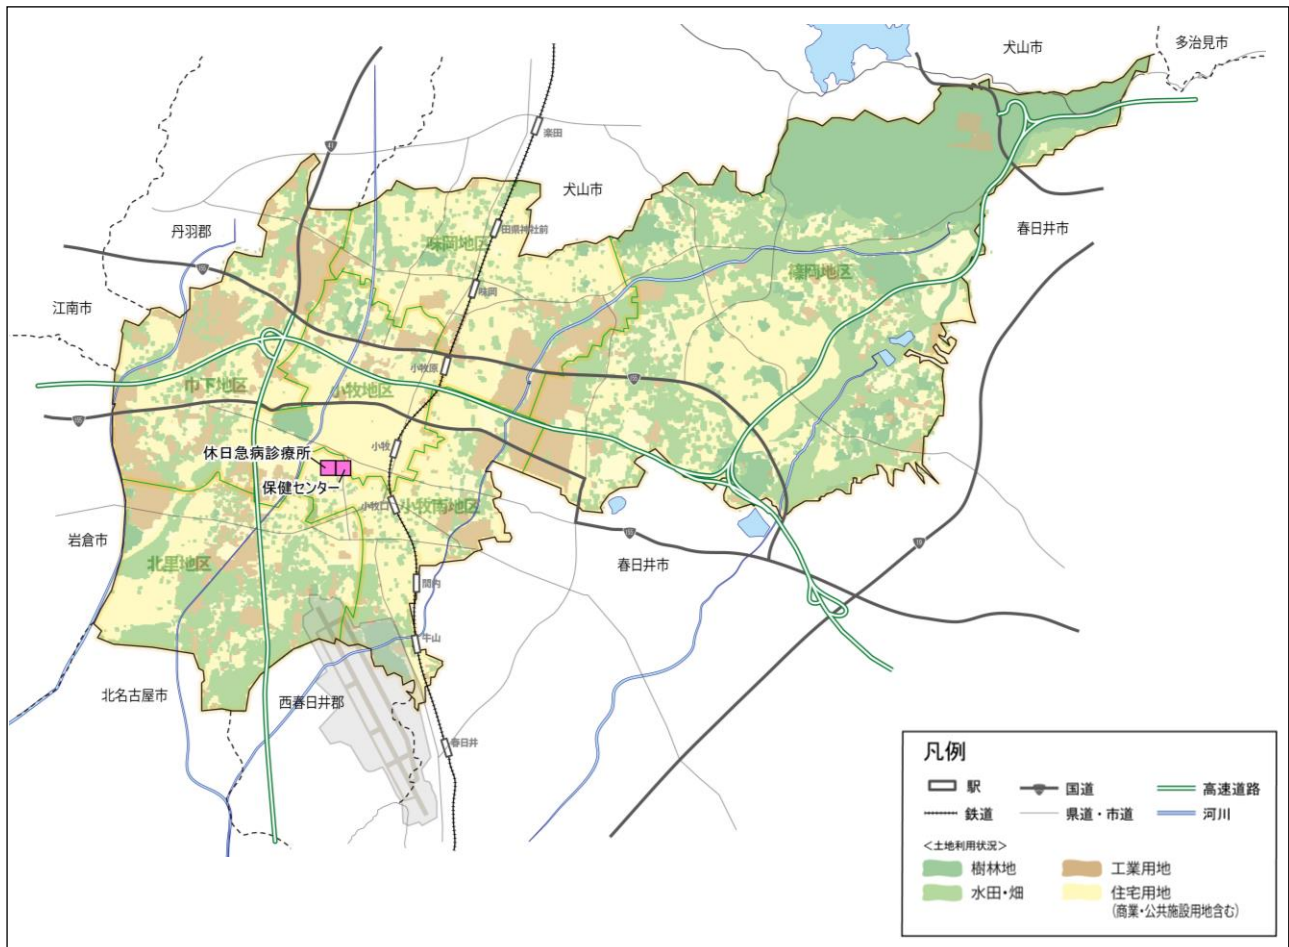 犬山市
多治見市
楽田
41
犬山市
丹羽郡
田県神社前
春日井市
味岡地区
篠岡地区
155
味岡
江南市
小牧原
155
巾下地区
小牧地区
小牧
休日急病診療所
保健センター
小牧口
小牧南地区
岩倉市
19
春日井市
北里地区
間内
牛山
北名古屋市
西春日井郡
春日井
凡例
駅
国道
高速道路
鉄道
県道・市道
河川
<土地利用状況>
樹林地
工業用地
水田・畑
住宅用地
(商業・公共施設用地含む)